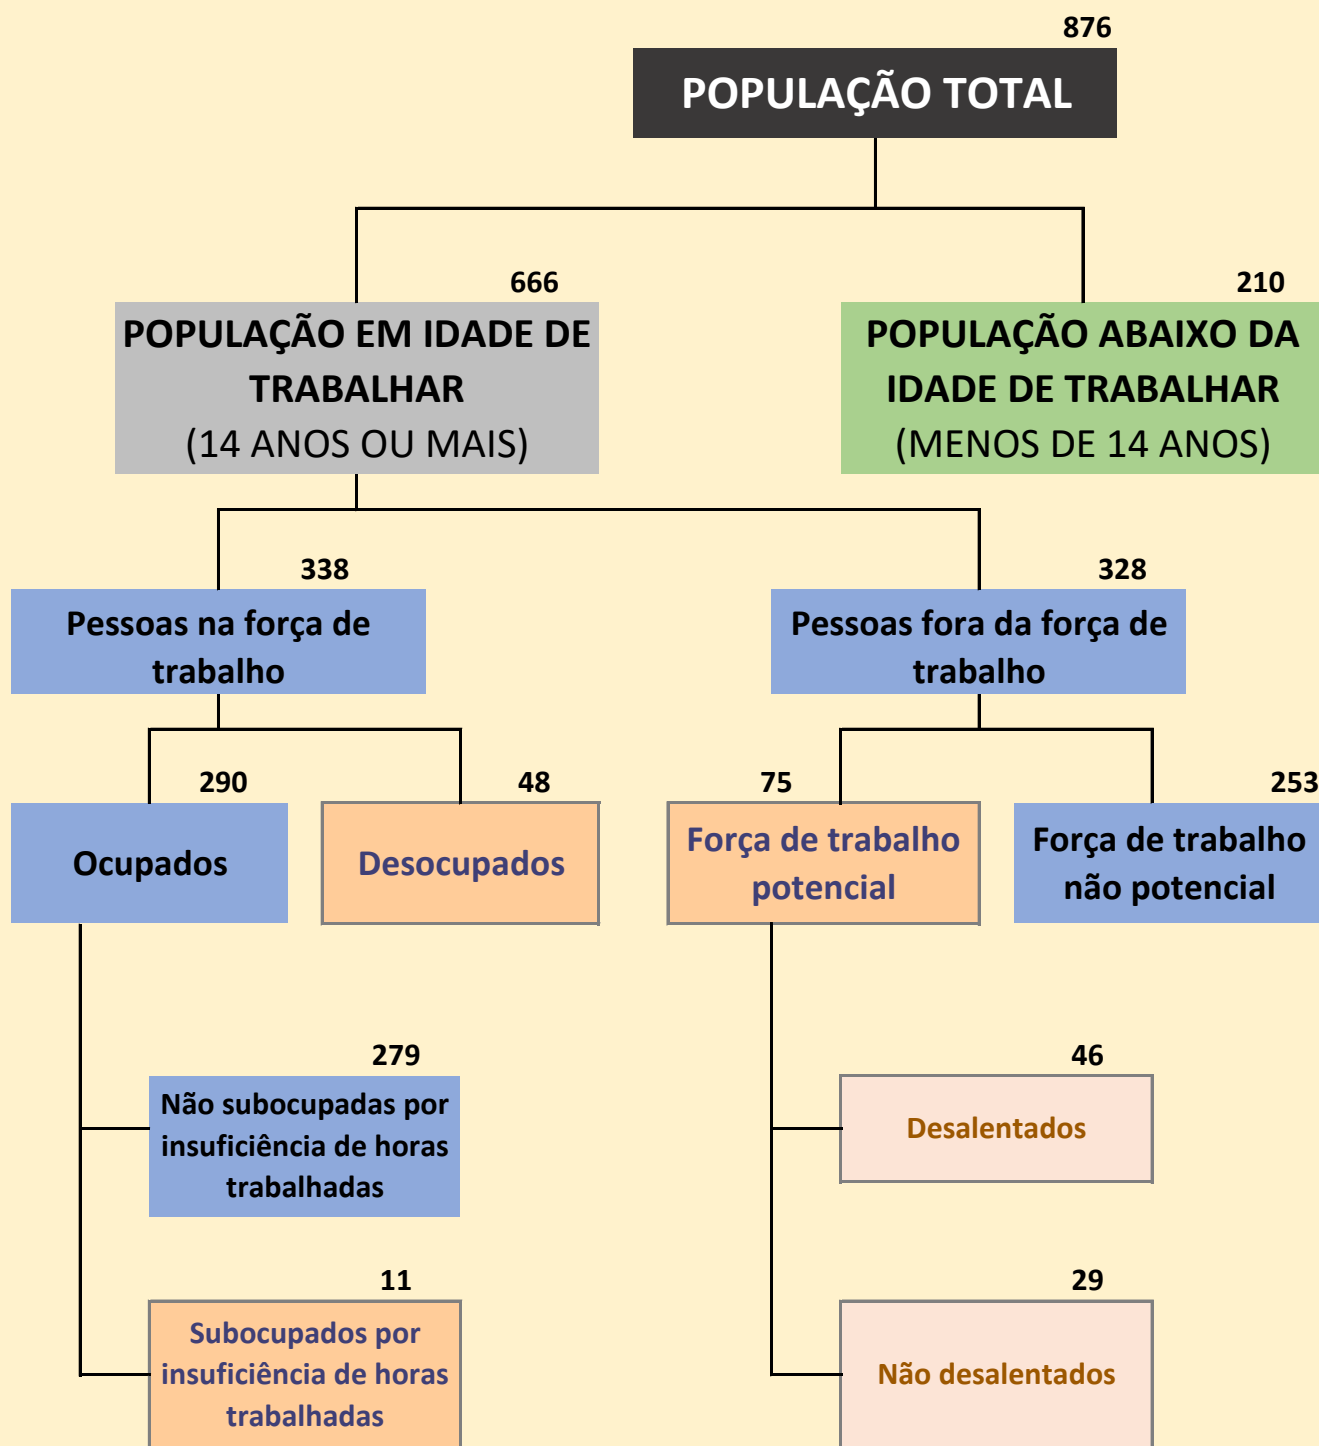 876
POPULAÇÃO TOTAL
666
POPULAÇÃO EM IDADE DE
TRABALHAR
(14 ANOS OU MAIS)
210
POPULAÇÃO ABAIXO DA
IDADE DE TRABALHAR
(MENOS DE 14 ANOS)
338
Pessoas na força de
trabalho
328
Pessoas fora da força de
trabalho
290
Ocupados
48
Desocupados
75
Força de trabalho
potencial
253
Força de trabalho
não potencial
279
Não subocupadas por
insuficiência de horas
trabalhadas
46
Desalentados
11
Subocupados por
insuficiência de horas
trabalhadas
29
Não desalentados